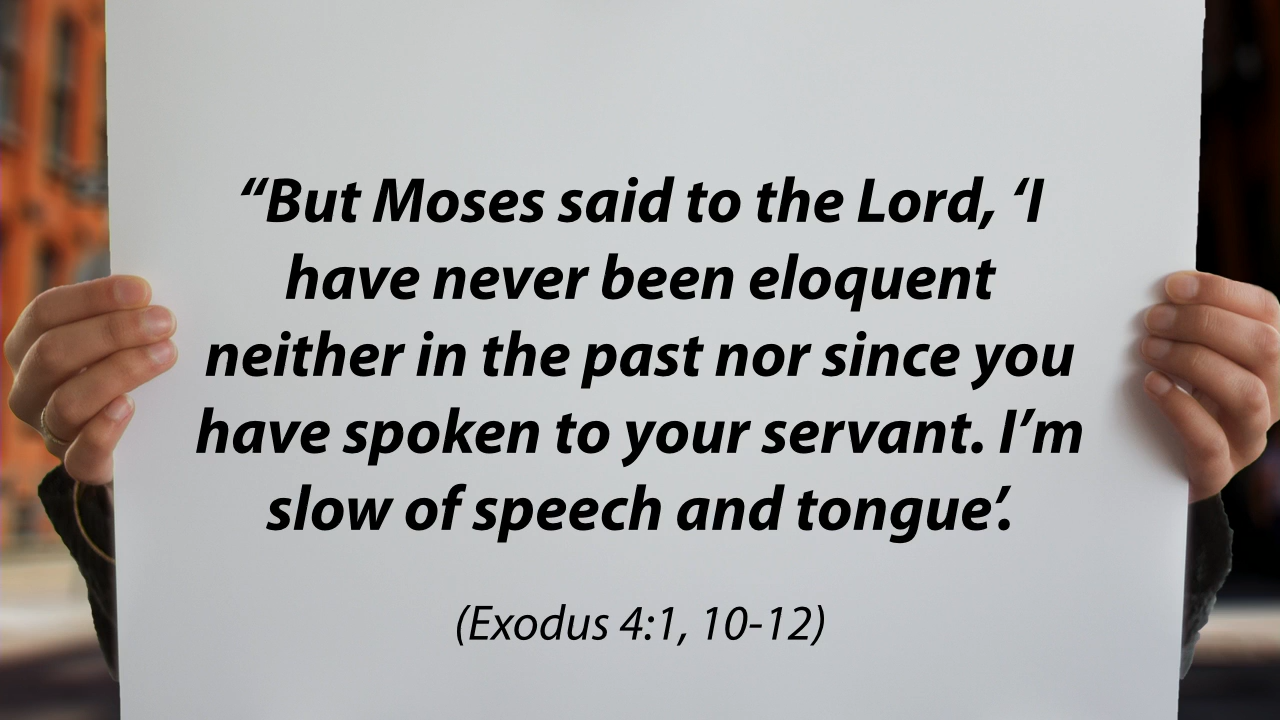 “But Moses said to the Lord, ‘I
have never been eloquent
neither in the past nor since you
have spoken to your servant. I’m
slow of speech and tongue’.
(Exodus 4:1, 10-12)